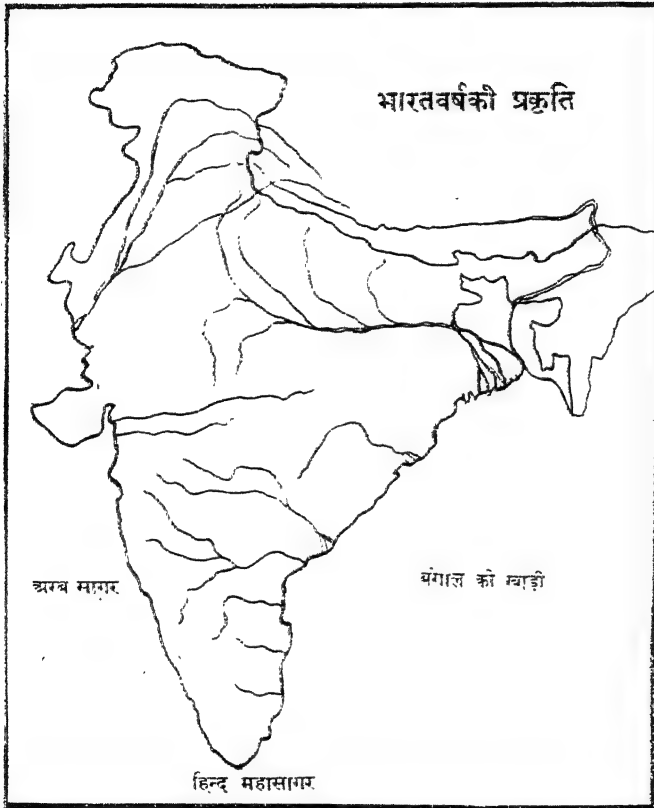 भारतवर्षकी प्रकृति
अरब सागर
बंगाल की खाड़ी
हिन्द महासागर